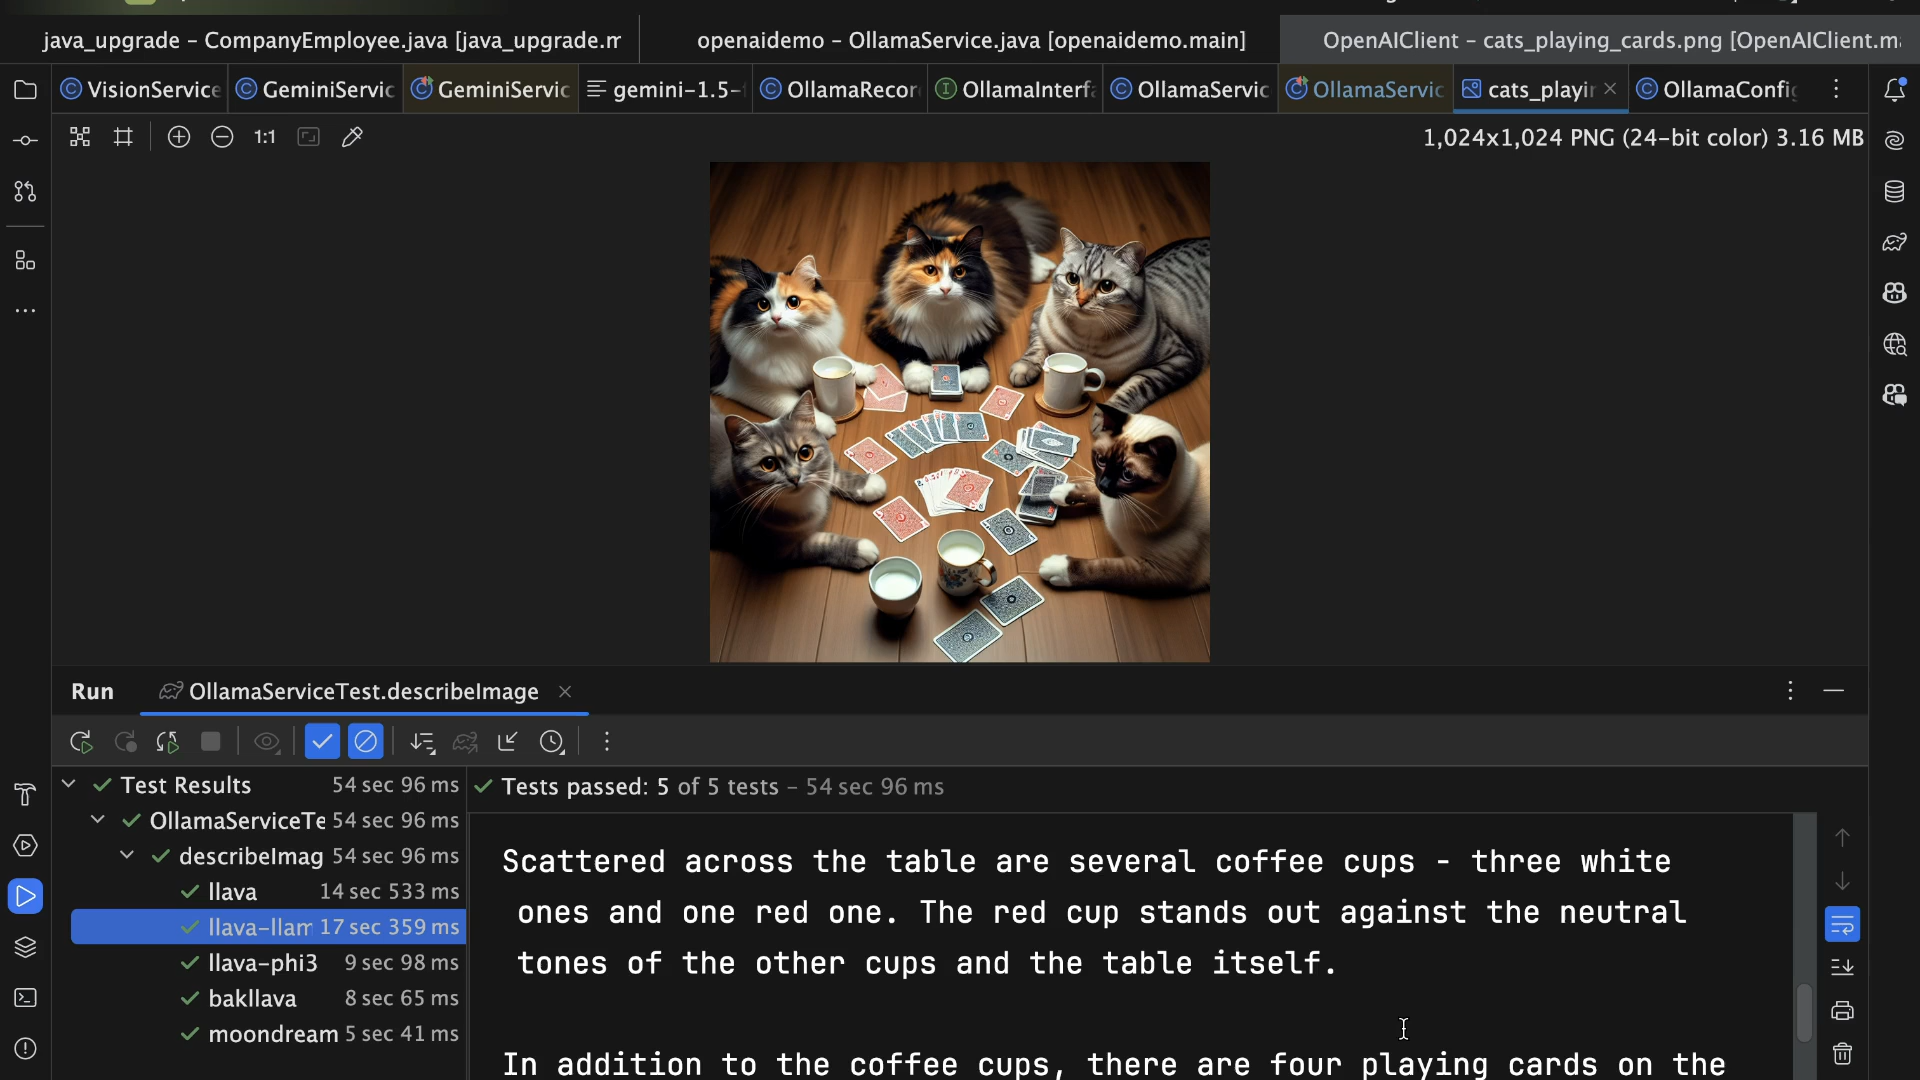 java_upgrade – CompanyEmployee.java [java_upgrade.m
openaidemo – OllamaService.java [openaidemo.main]
OpenAIClient – cats_playing_cards.png [OpenAIClient.m
VisionService
GeminiServic
GeminiServic
gemini-1.5-
OllamaRecor
OllamaInterf
OllamaServic
OllamaServic
cats_playin
OllamaConfig
1:1
1,024x1,024 PNG (24-bit color) 3.16 MB
Run
OllamaServiceTest.describeImage
Test Results 54 sec 96 ms
OllamaServiceTe 54 sec 96 ms
describeImag 54 sec 96 ms
llava 14 sec 533 ms
llava-llam 17 sec 359 ms
llava-phi3 9 sec 98 ms
bakllava 8 sec 65 ms
moondream 5 sec 41 ms
Tests passed: 5 of 5 tests – 54 sec 96 ms
Scattered across the table are several coffee cups - three white
ones and one red one. The red cup stands out against the neutral
tones of the other cups and the table itself.
In addition to the coffee cups, there are four playing cards on the